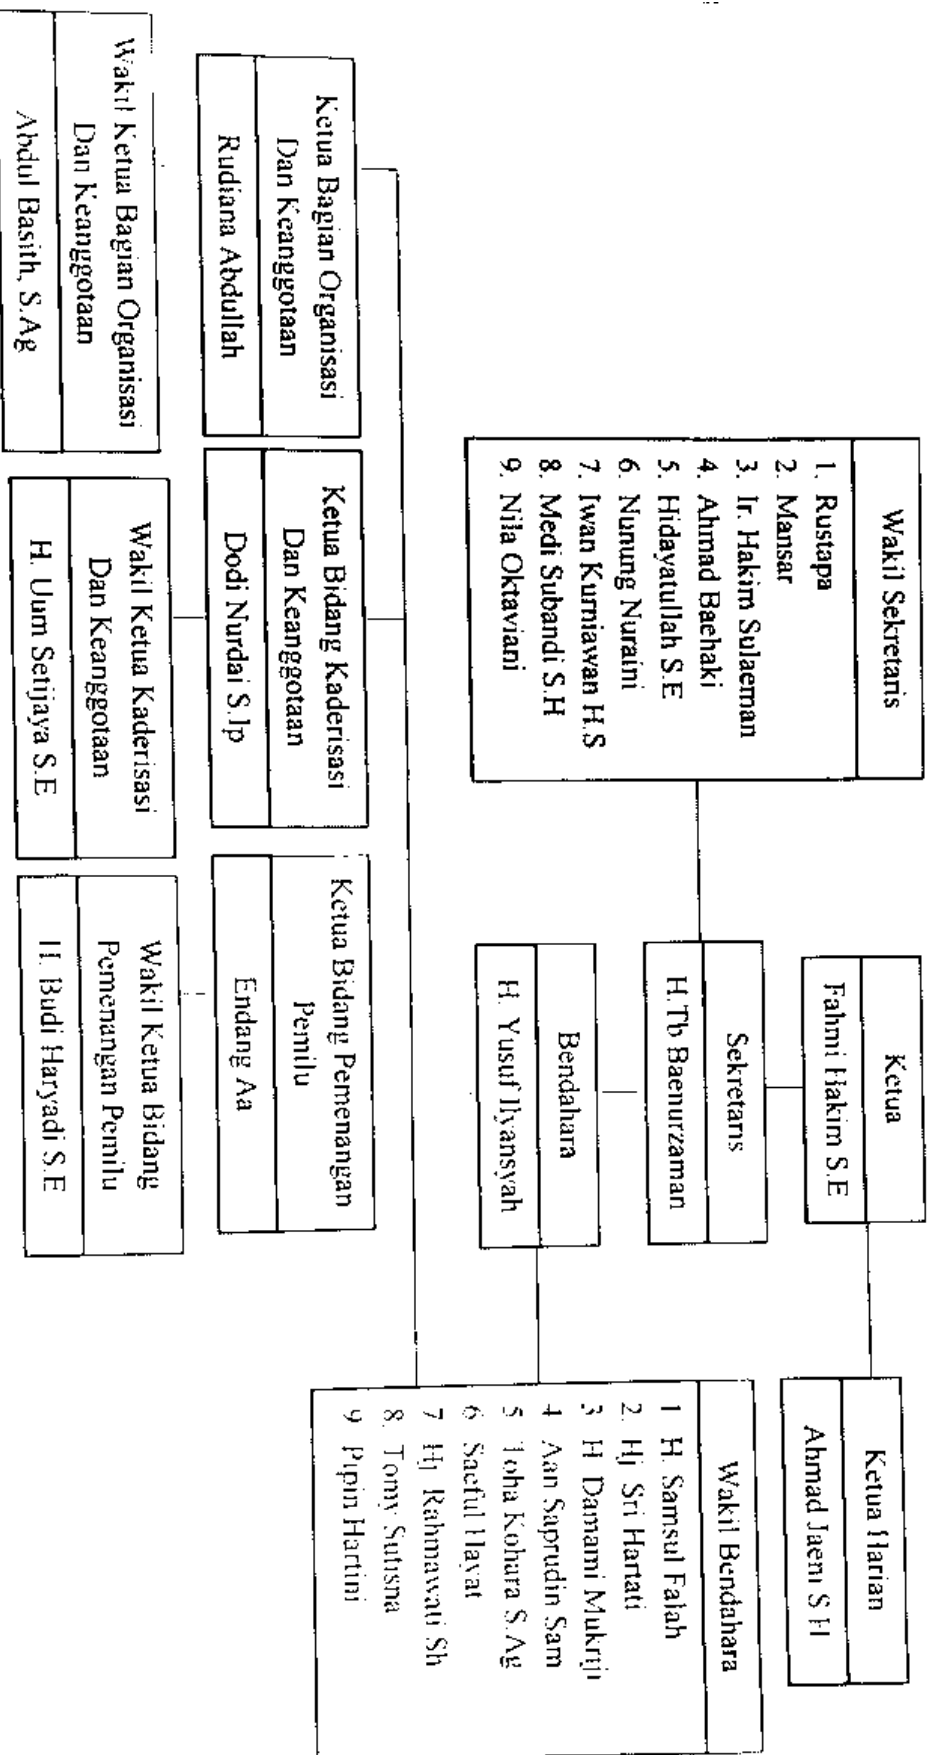 Ketua
Fahmi Hakim S.E
Ketua Harian
Ahmad Jaeni S.H
Sekretaris
H.Tb Baenurzaman
Wakil Sekretaris
1. Rustapa
2. Mansar
3. Ir. Hakim Sulaeman
4. Ahmad Baehaki
5. Hidayatullah S.E
6. Nunung Nuraini
7. Iwan Kurniawan H.S
8. Medi Subandi S.H
9. Nila Oktaviani
Bendahara
H. Yusuf Ilyansyah
Wakil Bendahara
1 H. Samsul Falah
2. Hj Sri Hartati
3 H Damami Mukriji
4 Aan Saprudin Sam
5 Toha Kohara S.Ag
6 Saeful Hayat
7 Hj Rahmawati Sh
8. Tomy Sutisna
9 Pipin Hartini
Ketua Bagian Organisasi
Dan Keanggotaan
Rudiana Abdullah
Ketua Bidang Kaderisasi
Dan Keanggotaan
Dodi Nurdai S.Ip
Ketua Bidang Pemenangan
Pemilu
Endang Aa
Wakil Ketua Bagian Organisasi
Dan Keanggotaan
Abdul Basith, S.Ag
Wakil Ketua Kaderisasi
Dan Keanggotaan
H. Uum Setijaya S.E
Wakil Ketua Bidang
Pemenangan Pemilu
H. Budi Haryadi S.E